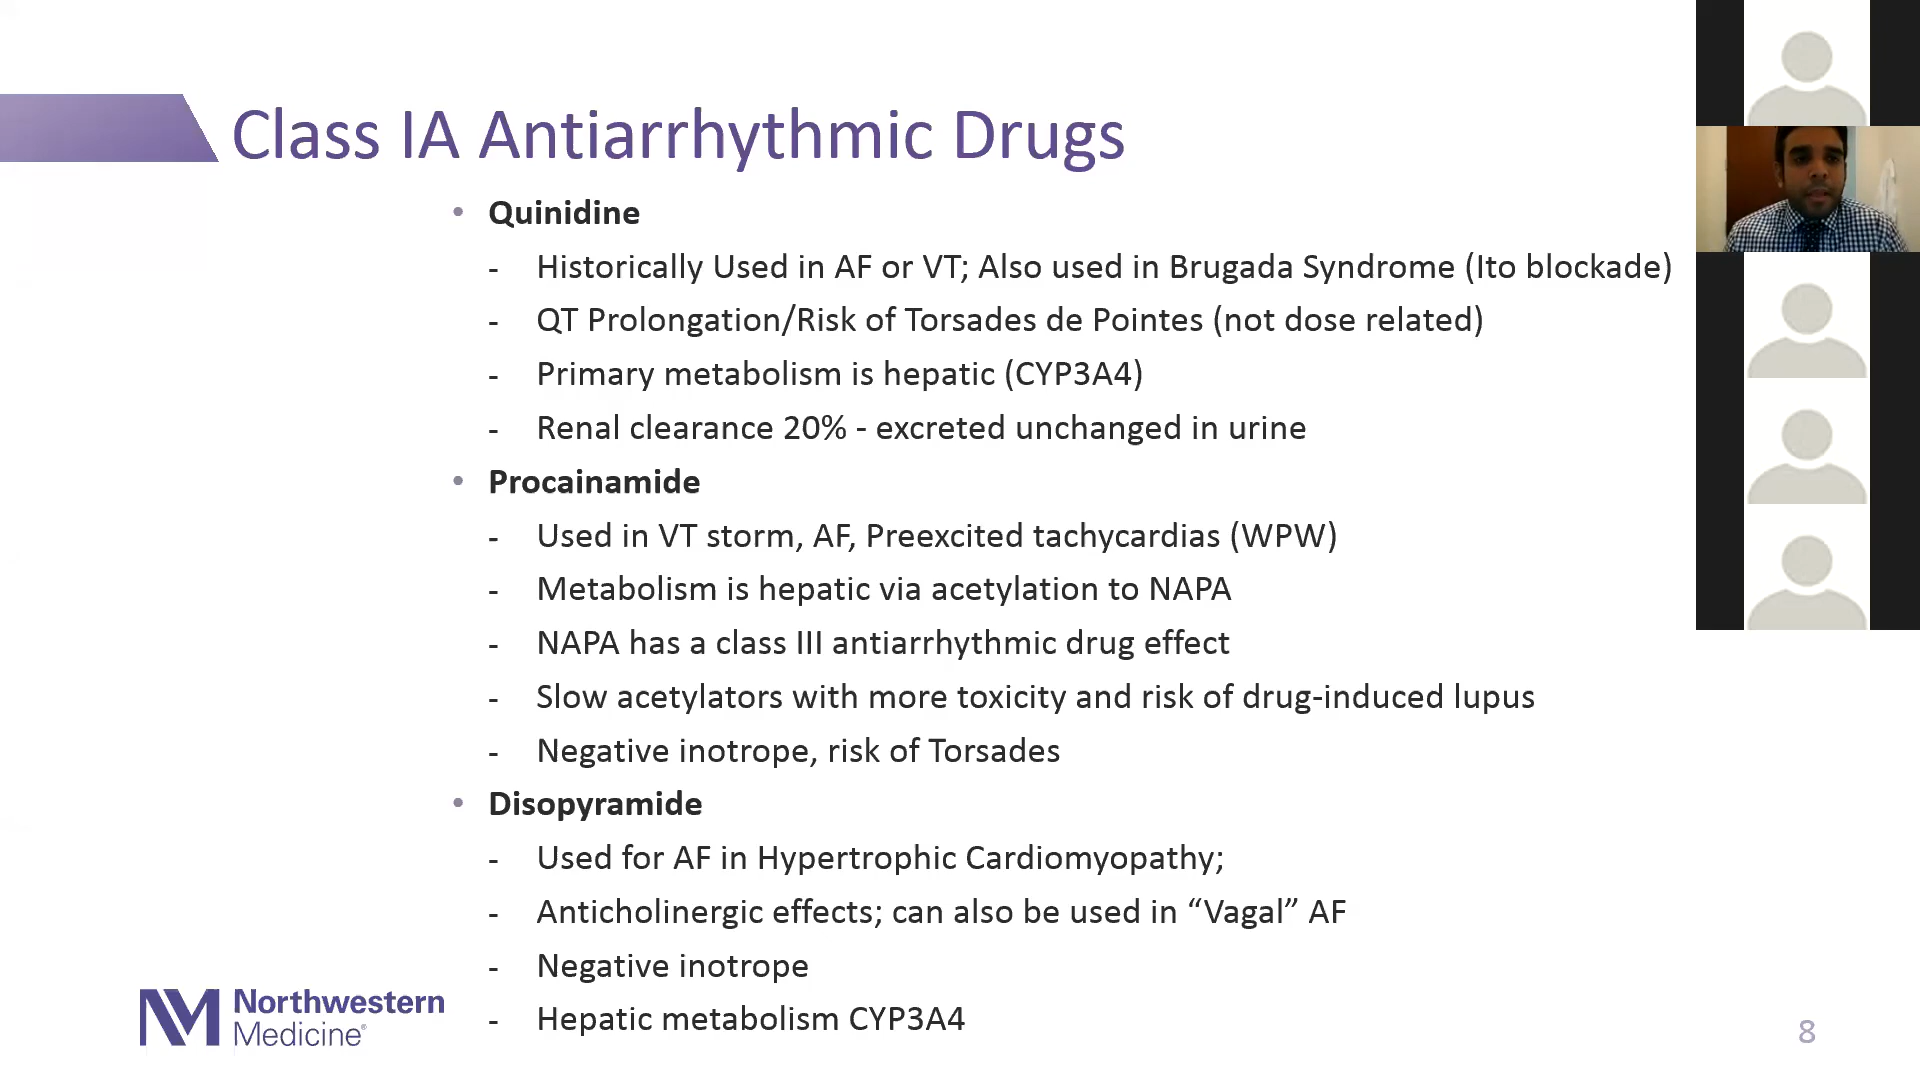 Class IA Antiarrhythmic Drugs
• Quinidine
- Historically Used in AF or VT; Also used in Brugada Syndrome (Ito blockade)
- QT Prolongation/Risk of Torsades de Pointes (not dose related)
- Primary metabolism is hepatic (CYP3A4)
- Renal clearance 20% - excreted unchanged in urine
• Procainamide
- Used in VT storm, AF, Preexcited tachycardias (WPW)
- Metabolism is hepatic via acetylation to NAPA
- NAPA has a class III antiarrhythmic drug effect
- Slow acetylators with more toxicity and risk of drug-induced lupus
- Negative inotrope, risk of Torsades
• Disopyramide
- Used for AF in Hypertrophic Cardiomyopathy;
- Anticholinergic effects; can also be used in “Vagal” AF
- Negative inotrope
- Hepatic metabolism CYP3A4
NM Northwestern
Medicine®
8